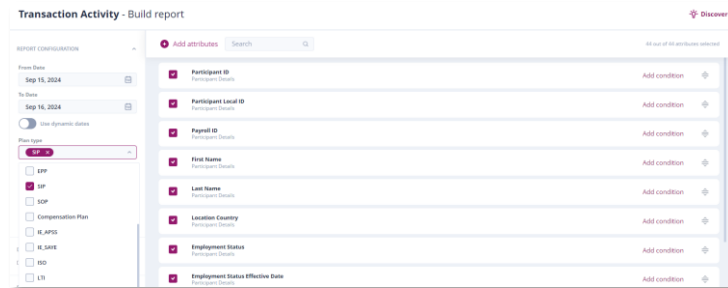 Transaction Activity - Build report
Discover
REPORT CONFIGURATION
From Date
Sep 15, 2024
To Date
Sep 16, 2024
Use dynamic dates
Plan type
SIP ×
EPP
SIP
SOP
Compensation Plan
IE_APSS
IE_SAYE
ISO
LTI
Add attributes
Search
44 out of 44 attributes selected
Participant ID
Participant Details
Add condition
Participant Local ID
Participant Details
Add condition
Payroll ID
Participant Details
Add condition
First Name
Participant Details
Add condition
Last Name
Participant Details
Add condition
Location Country
Participant Details
Add condition
Employment Status
Participant Details
Add condition
Employment Status Effective Date
Participant Details
Add condition